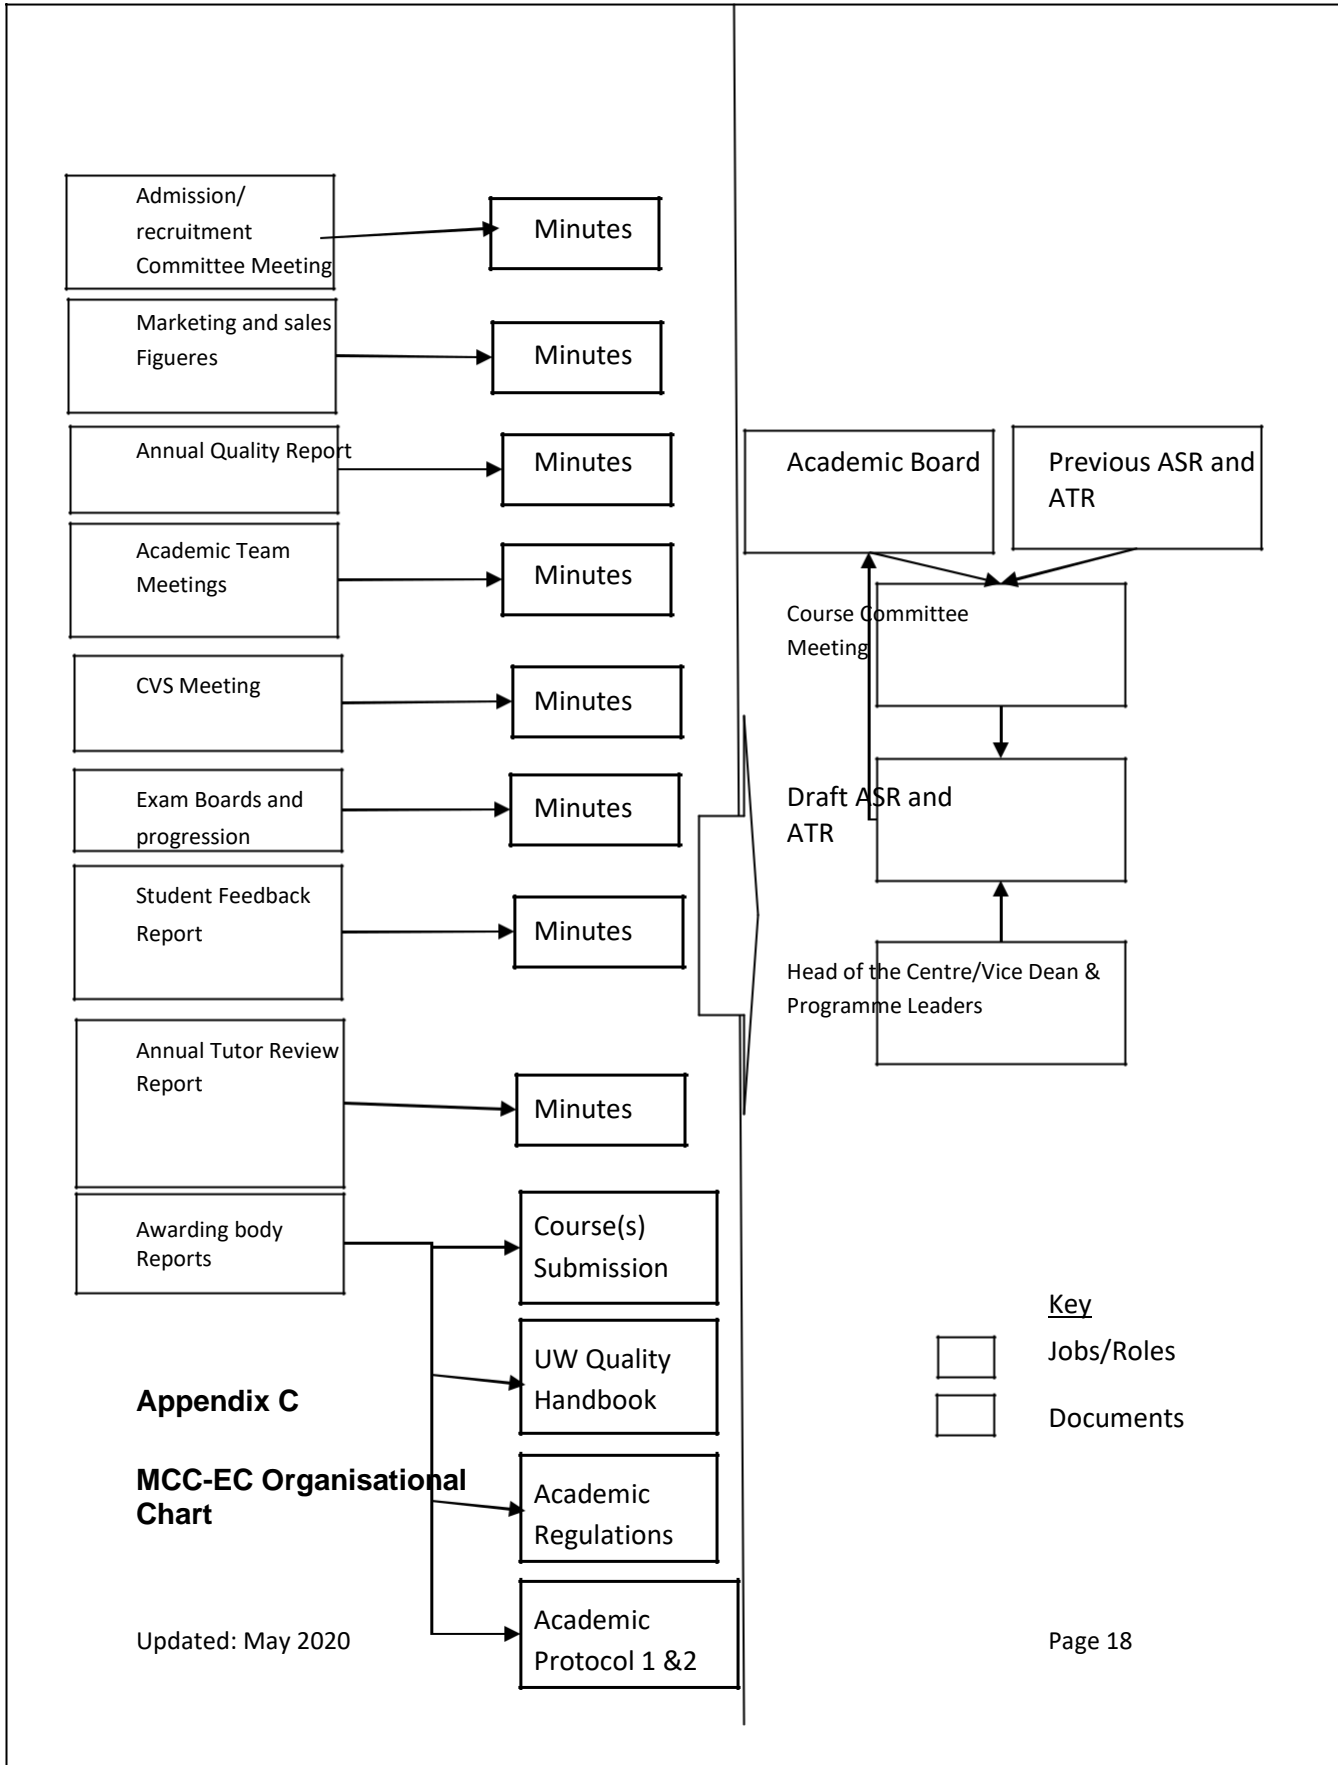 Admission/
recruitment
Committee Meeting
Minutes
Marketing and sales
Figueres
Minutes
Annual Quality Report
Minutes
Academic Team
Meetings
Minutes
CVS Meeting
Minutes
Exam Boards and
progression
Minutes
Student Feedback
Report
Minutes
Annual Tutor Review
Report
Minutes
Awarding body
Reports
Course(s)
Submission
UW Quality
Handbook
Academic
Regulations
Academic
Protocol 1 &2
Academic Board
Previous ASR and
ATR
Course Committee
Meeting
Draft ASR and
ATR
Head of the Centre/Vice Dean &
Programme Leaders
Key
Jobs/Roles
Documents
Appendix C
MCC-EC Organisational
Chart
Updated: May 2020
Page 18